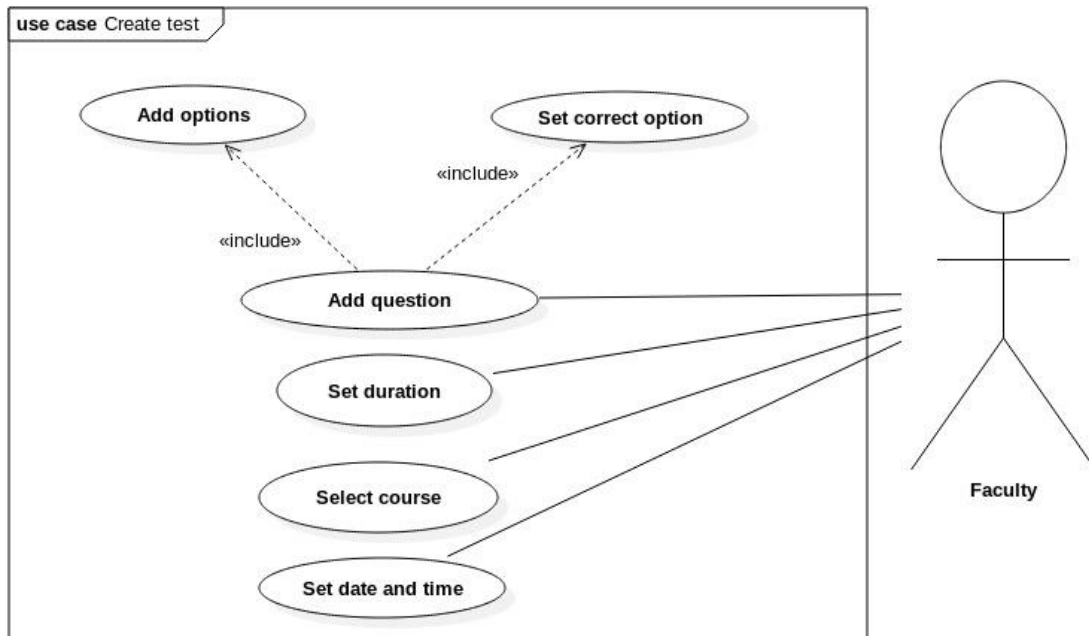 use case Create test
Add options
Set correct option
«include»
«include»
Add question
Set duration
Select course
Faculty
Set date and time